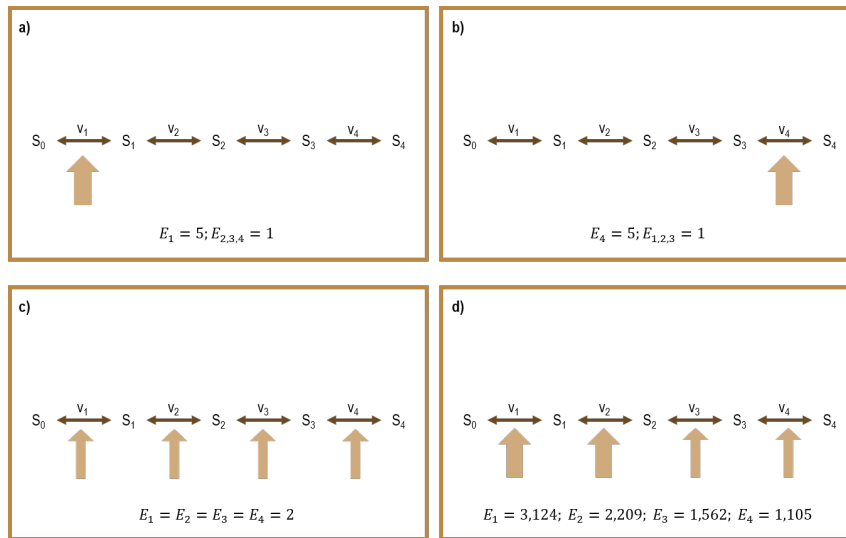 a)
v₁ v₂ v₃ v₄
S₀ S₁ S₂ S₃ S₄
E₁ = 5; E₂,₃,₄ = 1
b)
v₁ v₂ v₃ v₄
S₀ S₁ S₂ S₃ S₄
E₄ = 5; E₁,₂,₃ = 1
c)
v₁ v₂ v₃ v₄
S₀ S₁ S₂ S₃ S₄
E₁ = E₂ = E₃ = E₄ = 2
d)
v₁ v₂ v₃ v₄
S₀ S₁ S₂ S₃ S₄
E₁ = 3,124; E₂ = 2,209; E₃ = 1,562; E₄ = 1,105